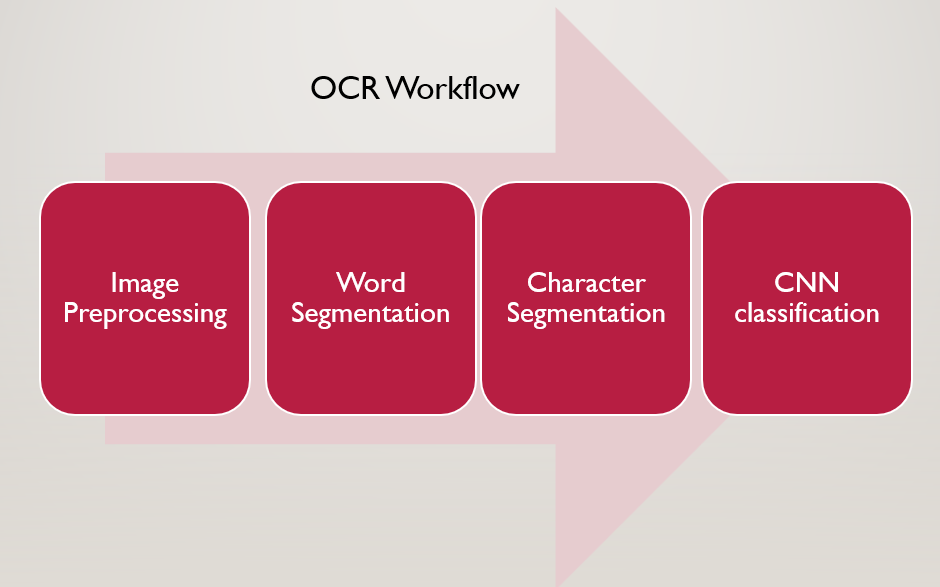 OCR Workflow
Image
Preprocessing
Word
Segmentation
Character
Segmentation
CNN
classification